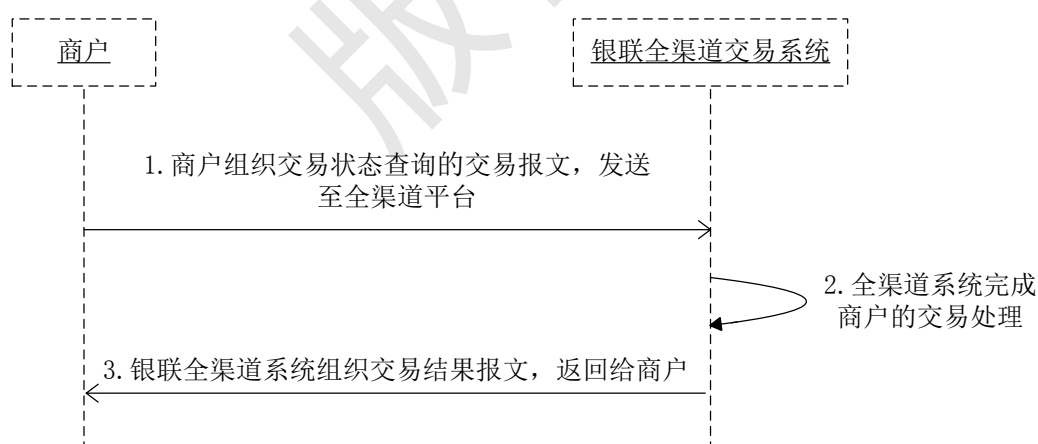 版
商户
银联全渠道交易系统
1.商户组织交易状态查询的交易报文，发送
至全渠道平台
2.全渠道系统完成
商户的交易处理
3.银联全渠道系统组织交易结果报文，返回给商户